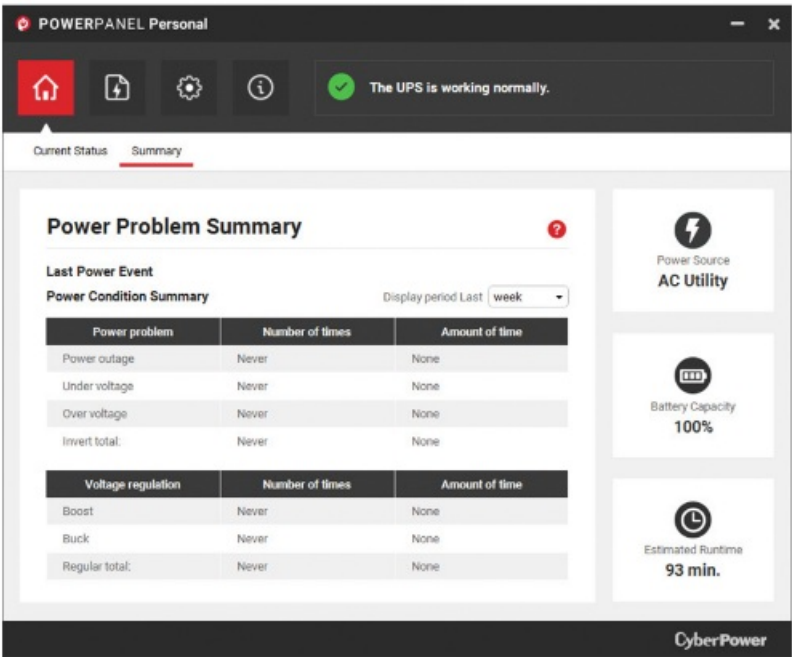 POWERPANEL Personal
The UPS is working normally.
Current Status Summary
Power Problem Summary
?
Last Power Event
Power Condition Summary
Display period Last week
Power problem Number of times Amount of time
Power outage Never None
Under voltage Never None
Over voltage Never None
Invert total: Never None
Voltage regulation Number of times Amount of time
Boost Never None
Buck Never None
Regular total: Never None
Power Source
AC Utility
Battery Capacity
100%
Estimated Runtime
93 min.
CyberPower